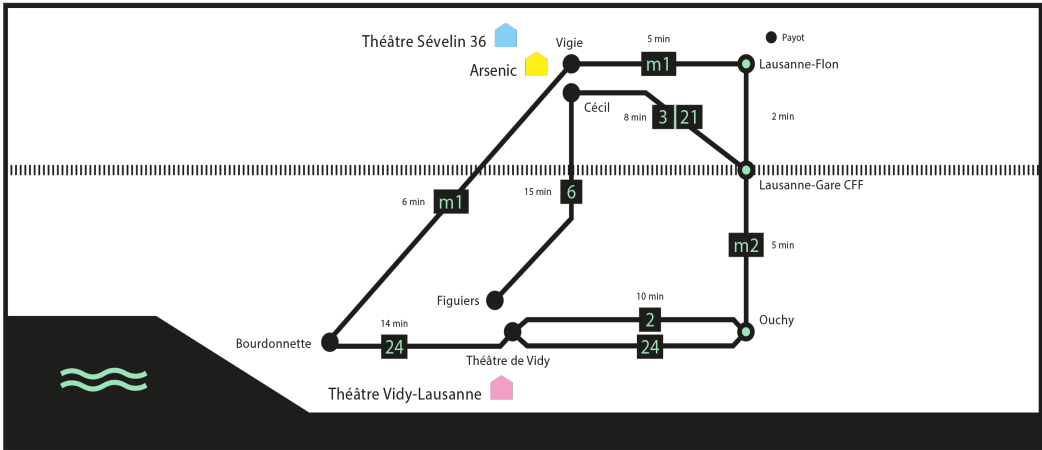 Théâtre Sévelin 36
Vigie
5 min
Payot
Arsenic
m1
Lausanne-Flon
Cécil
8 min
3 | 21
2 min
Lausanne-Gare CFF
6 min
m1
15 min
6
m2
5 min
Figuiers
10 min
2
Ouchy
Bourdonnette
14 min
24
24
Théâtre de Vidy
Théâtre Vidy-Lausanne